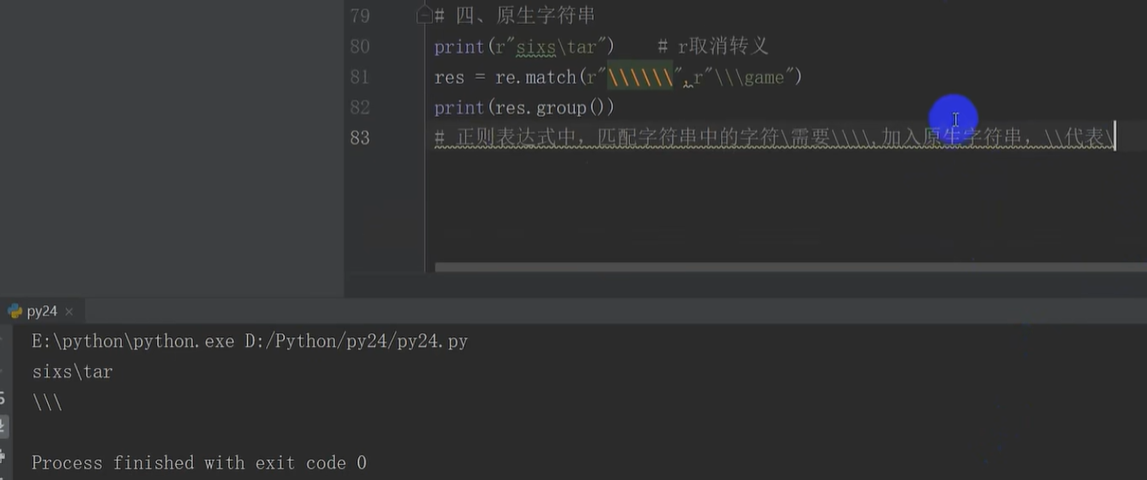 79 # 四、原生字符串
80 print(r"sixs\tar") # r取消转义
81 res = re.match(r"\\\\\\",r"\\\game")
82 print(res.group())
83 # 正则表达式中，匹配字符串中的字符\需要\\\\,加入原生字符串，\\代表\
py24 ×
E:\python\python.exe D:/Python/py24/py24.py
sixs\tar
\\\
Process finished with exit code 0